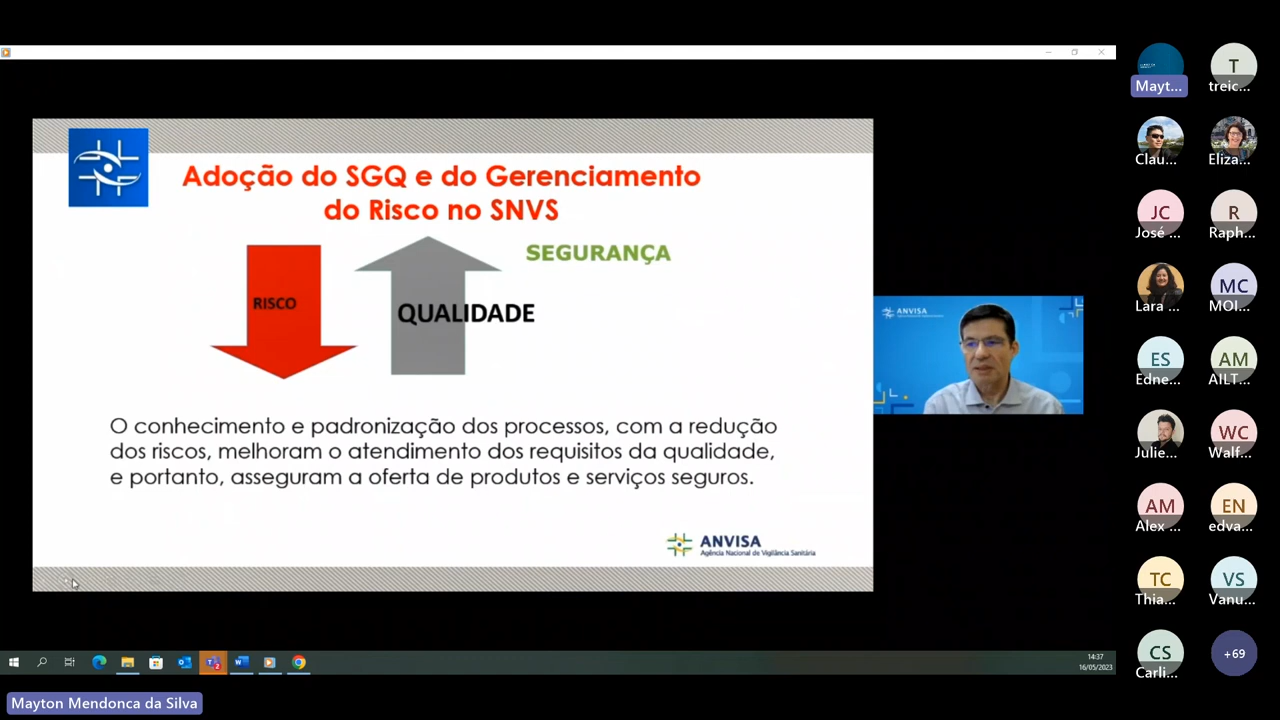 Adoção do SGQ e do Gerenciamento
do Risco no SNVS
SEGURANÇA
RISCO
QUALIDADE
O conhecimento e padronização dos processos, com a redução
dos riscos, melhoram o atendimento dos requisitos da qualidade,
e portanto, asseguram a oferta de produtos e serviços seguros.
ANVISA
Agência Nacional de Vigilância Sanitária
ANVISA
Mayt...
T
treic...
Clau...
Eliza...
JC
José ...
R
Raph...
Lara ...
MC
MOI...
ES
Edne...
AM
AILT...
Julie...
WC
Walf...
AM
Alex ...
EN
edva...
TC
Thia...
VS
Vanu...
CS
Carli...
+69
14:37
16/05/2023
Mayton Mendonca da Silva